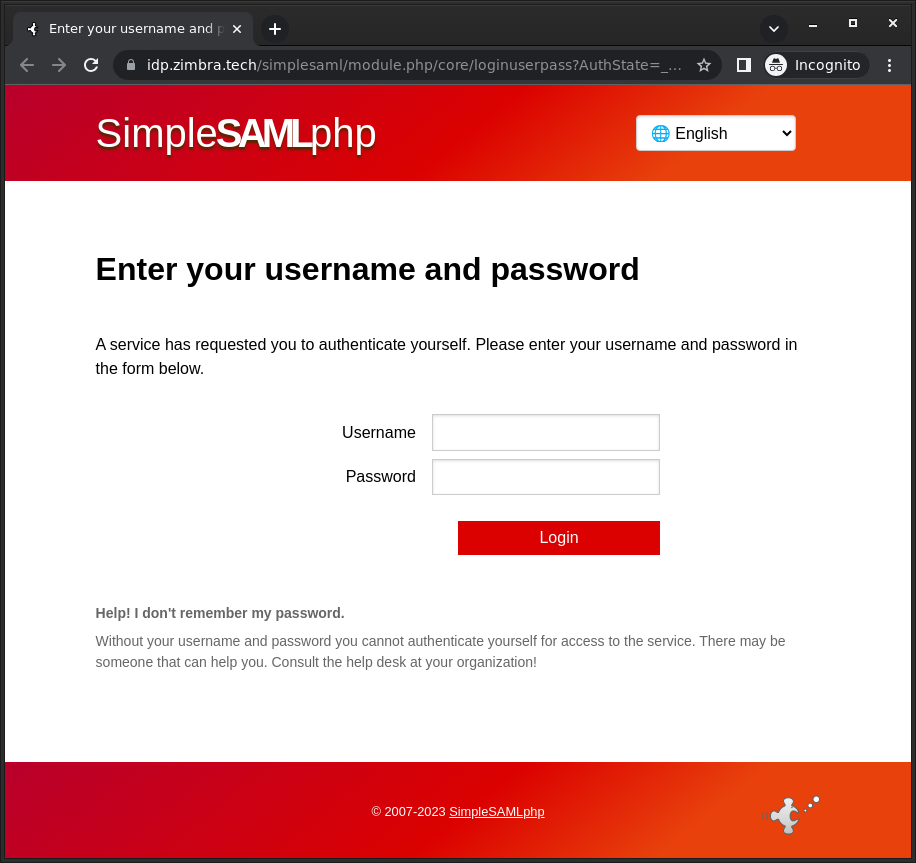 Enter your username and p
idp.zimbra.tech/simplesaml/module.php/core/loginuserpass?AuthState=_...
Incognito
SimpleSAMLphp
🌐 English
Enter your username and password
A service has requested you to authenticate yourself. Please enter your username and password in
the form below.
Username
Password
Login
Help! I don't remember my password.
Without your username and password you cannot authenticate yourself for access to the service. There may be
someone that can help you. Consult the help desk at your organization!
© 2007-2023 SimpleSAMLphp